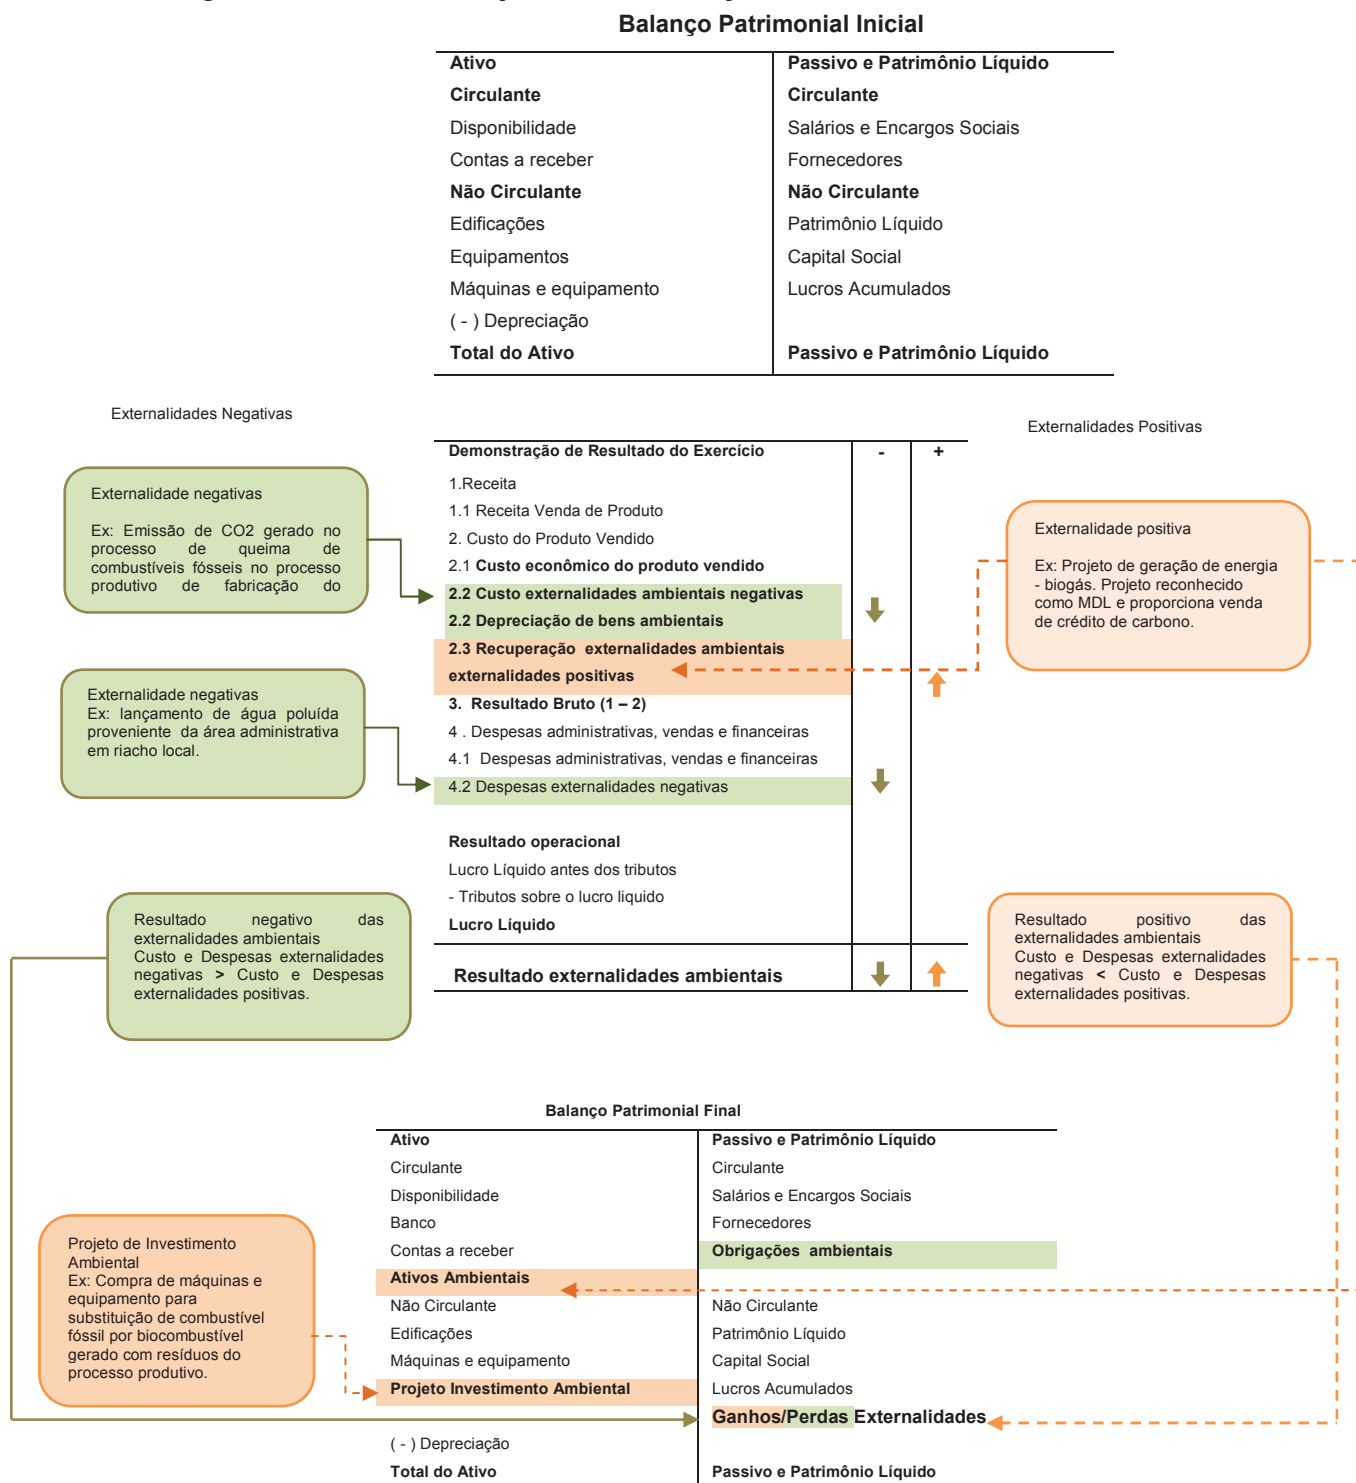 Balanço Patrimonial Inicial
Ativo
Passivo e Patrimônio Líquido
Circulante
Circulante
Disponibilidade
Salários e Encargos Sociais
Contas a receber
Fornecedores
Não Circulante
Não Circulante
Edificações
Patrimônio Líquido
Equipamentos
Capital Social
Máquinas e equipamento
Lucros Acumulados
( - ) Depreciação
Total do Ativo
Passivo e Patrimônio Líquido
Externalidades Negativas
Externalidades Positivas
Externalidade negativas
Ex: Emissão de CO2 gerado no
processo de queima de
combustíveis fósseis no processo
produtivo de fabricação do
Externalidade negativas
Ex: lançamento de água poluída
proveniente da área administrativa
em riacho local.
Demonstração de Resultado do Exercício - +
1.Receita
1.1 Receita Venda de Produto
2. Custo do Produto Vendido
2.1 Custo econômico do produto vendido
2.2 Custo externalidades ambientais negativas
2.2 Depreciação de bens ambientais
2.3 Recuperação externalidades ambientais
externalidades positivas
3. Resultado Bruto (1 – 2)
4 . Despesas administrativas, vendas e financeiras
4.1 Despesas administrativas, vendas e financeiras
4.2 Despesas externalidades negativas
Resultado operacional
Lucro Líquido antes dos tributos
- Tributos sobre o lucro liquido
Lucro Líquido
Resultado externalidades ambientais
Externalidade positiva
Ex: Projeto de geração de energia
- biogás. Projeto reconhecido
como MDL e proporciona venda
de crédito de carbono.
Resultado negativo das
externalidades ambientais
Custo e Despesas externalidades
negativas > Custo e Despesas
externalidades positivas.
Resultado positivo das
externalidades ambientais
Custo e Despesas externalidades
negativas < Custo e Despesas
externalidades positivas.
Balanço Patrimonial Final
Ativo
Passivo e Patrimônio Líquido
Circulante
Circulante
Disponibilidade
Salários e Encargos Sociais
Banco
Fornecedores
Contas a receber
Obrigações ambientais
Ativos Ambientais
Não Circulante
Não Circulante
Edificações
Patrimônio Líquido
Máquinas e equipamento
Capital Social
Projeto Investimento Ambiental
Lucros Acumulados
Ganhos/Perdas Externalidades
( - ) Depreciação
Total do Ativo
Passivo e Patrimônio Líquido
Projeto de Investimento
Ambiental
Ex: Compra de máquinas e
equipamento para
substituição de combustível
fóssil por biocombustível
gerado com resíduos do
processo produtivo.